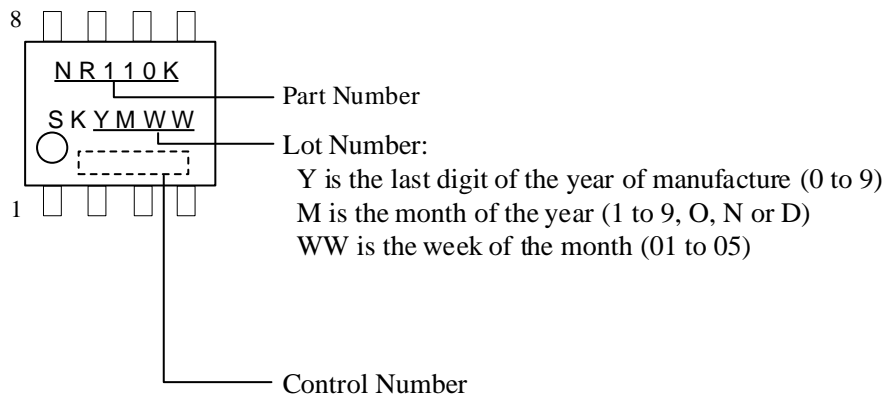 8
NR110K
Part Number
SKYMWW
Lot Number:
Y is the last digit of the year of manufacture (0 to 9)
M is the month of the year (1 to 9, O, N or D)
WW is the week of the month (01 to 05)
1
Control Number